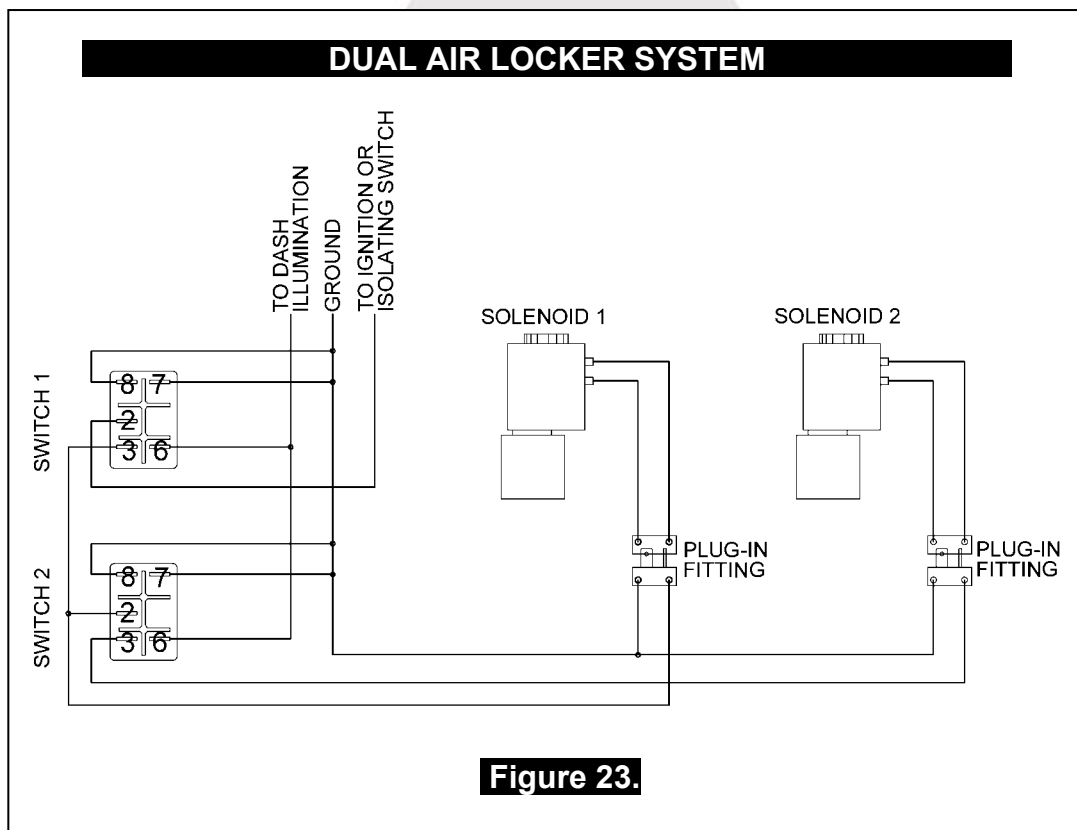 DUAL AIR LOCKER SYSTEM
TO DASH
ILLUMINATION
GROUND
TO IGNITION OR
ISOLATING SWITCH
SOLENOID 1
SOLENOID 2
SWITCH 1
8 7
2
3 6
SWITCH 2
8 7
2
3 6
PLUG-IN
FITTING
PLUG-IN
FITTING
Figure 23.